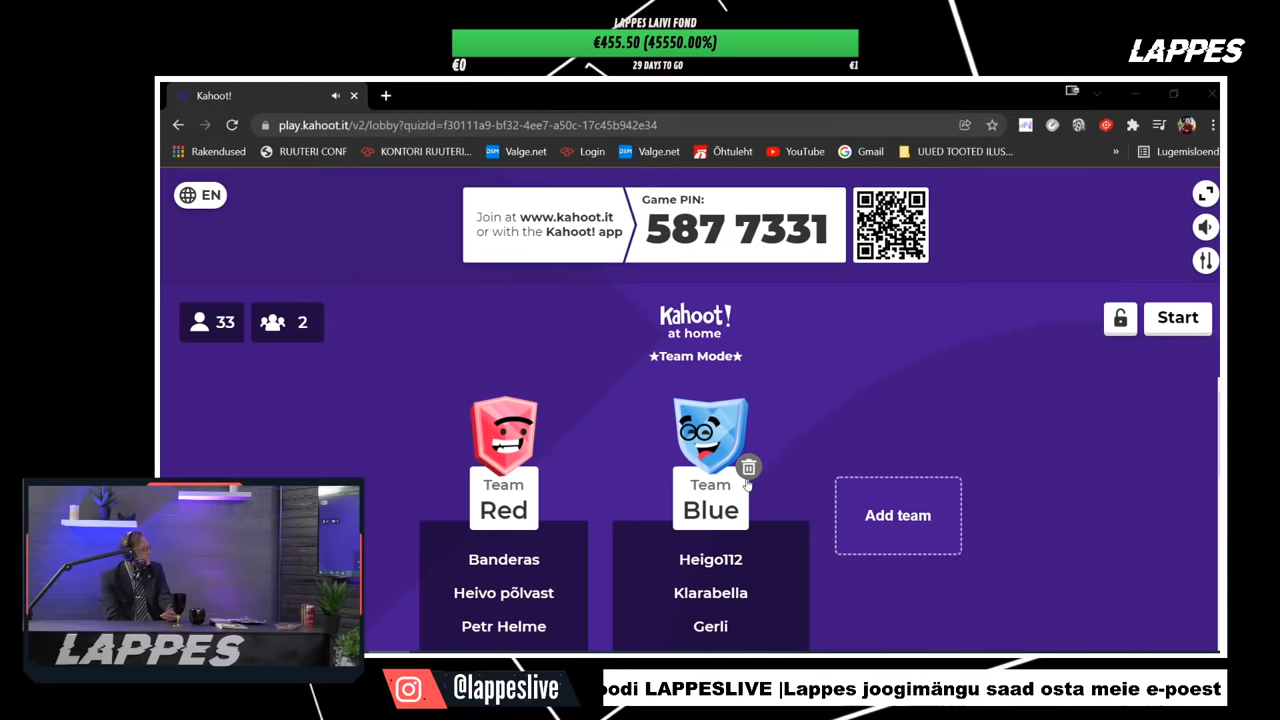 LAPPES LAIVI FOND
€455.50 (45550.00%)
€0
29 DAYS TO GO
€1
LAPPES
Kahoot!
play.kahoot.it/v2/lobby?quizId=f30111a9-bf32-4ee7-a50c-17c45b942e34
Rakendused
RUUTERI CONF
KONTORI RUUTERI...
Valge.net
Login
Valge.net
Õhtuleht
YouTube
Gmail
UUED TOOTED ILUS...
»
Lugemisloend
EN
Join at www.kahoot.it
or with the Kahoot! app
Game PIN:
587 7331
33
2
Kahoot!
at home
★Team Mode★
Start
Team
Red
Team
Blue
Add team
Banderas
Heigo112
Heivo põlvast
Klarabella
Petr Helme
Gerli
LAPPES
@lappeslive
oodi LAPPESLIVE |Lappes joogimängu saad osta meie e-poest